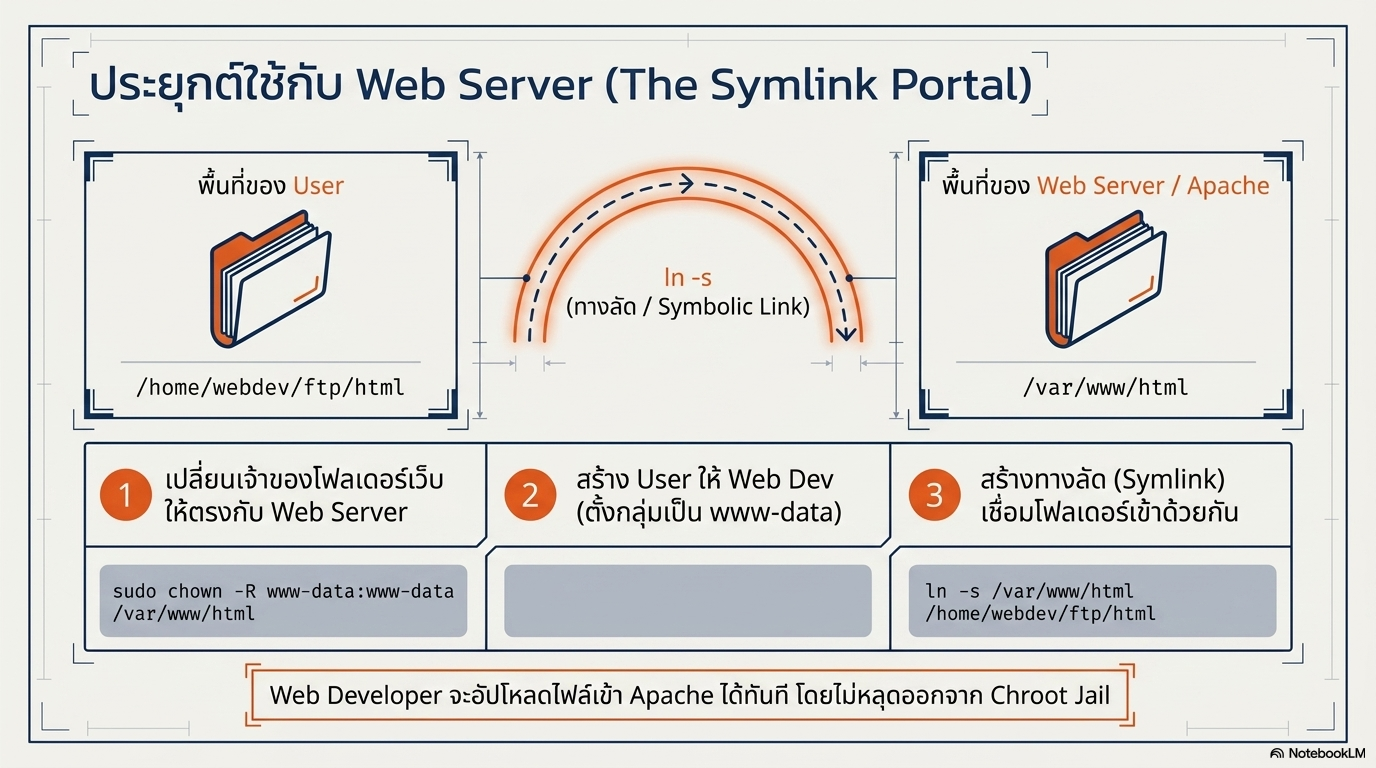 ประยุกต์ใช้กับ Web Server (The Symlink Portal)
พื้นที่ของ User
/home/webdev/ftp/html
ln -s
(ทางลัด / Symbolic Link)
พื้นที่ของ Web Server / Apache
/var/www/html
1
เปลี่ยนเจ้าของโฟลเดอร์เว็บ
ให้ตรงกับ Web Server
sudo chown -R www-data:www-data
/var/www/html
2
สร้าง User ให้ Web Dev
(ตั้งกลุ่มเป็น www-data)
3
สร้างทางลัด (Symlink)
เชื่อมโฟลเดอร์เข้าด้วยกัน
ln -s /var/www/html
/home/webdev/ftp/html
Web Developer จะอัปโหลดไฟล์เข้า Apache ได้ทันที โดยไม่หลุดออกจาก Chroot Jail
NotebookLM